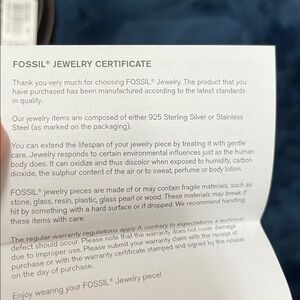 FOSSIL® JEWELRY CERTIFICATE
Thank you very much for choosing FOSSIL® Jewelry. The product that you
have purchased has been manufactured according to the latest standards
in quality.
Our jewelry items are composed of either 925 Sterling Silver or Stainless
Steel (as marked on the packaging).
You can extend the lifespan of your jewelry piece by treating it with gentle
care. Jewelry responds to certain environmental influences just as the human
body does. It can oxidize and thus discolor when exposed to humidity, carbon
dioxide, the sulphur content of the air or to sweat, perfume or body lotion.
FOSSIL® jewelry pieces are made of or may contain fragile materials, such as
stone, glass, resin, plastic, glass pearl or wood. These materials may break if
hit by something with a hard surface or if dropped. We recommend handling
these items with care.
The regular warranty regulations apply if, contrary to expectations, a technical
defect should occur. Please note that the warranty does not cover damage
due to improper use. Please submit your warranty claim with the receipt of
purchase or with the warranty certificate stamped and signed by the retailer
on the day of purchase.
Enjoy wearing your FOSSIL® Jewelry piece!